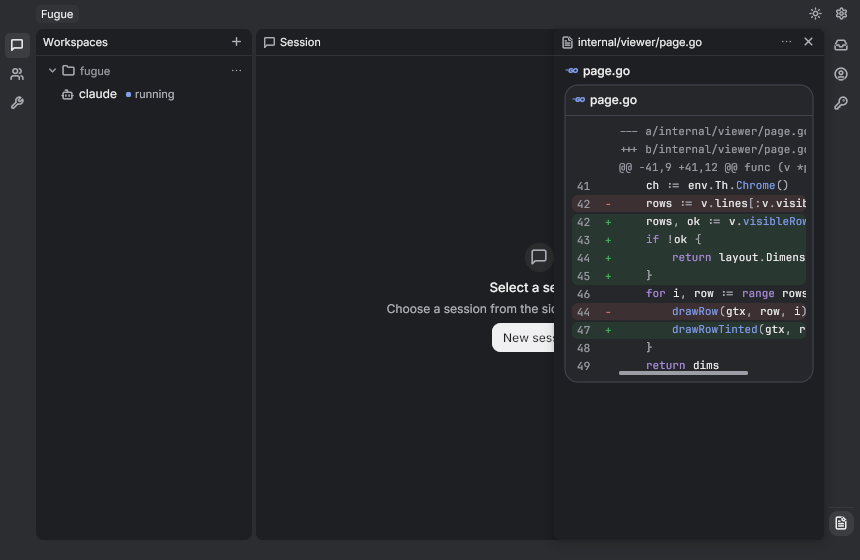 Fugue
Workspaces
fugue
claude running
Session
Select a se
Choose a session from the sid
New sess
internal/viewer/page.go
page.go
page.go
--- a/internal/viewer/page.go
+++ b/internal/viewer/page.go
@@ -41,9 +41,12 @@ func (v *p
41 ch := env.Th.Chrome()
42 - rows := v.lines[:v.visib
42 + rows, ok := v.visibleRow
43 + if !ok {
44 + return layout.Dimens
45 + }
46 for i, row := range rows
44 - drawRow(gtx, row, i)
47 + drawRowTinted(gtx, r
48 }
49 return dims